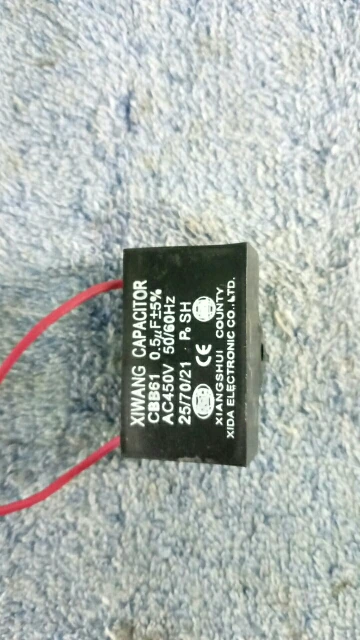 XIWANG CAPACITOR
CBB61 0.5µF±5%
AC450V 50/60Hz
25/70/21 P₀ SH
CE
XIANGSHUI COUNTY
XIDA ELECTRONIC CO.,LTD.